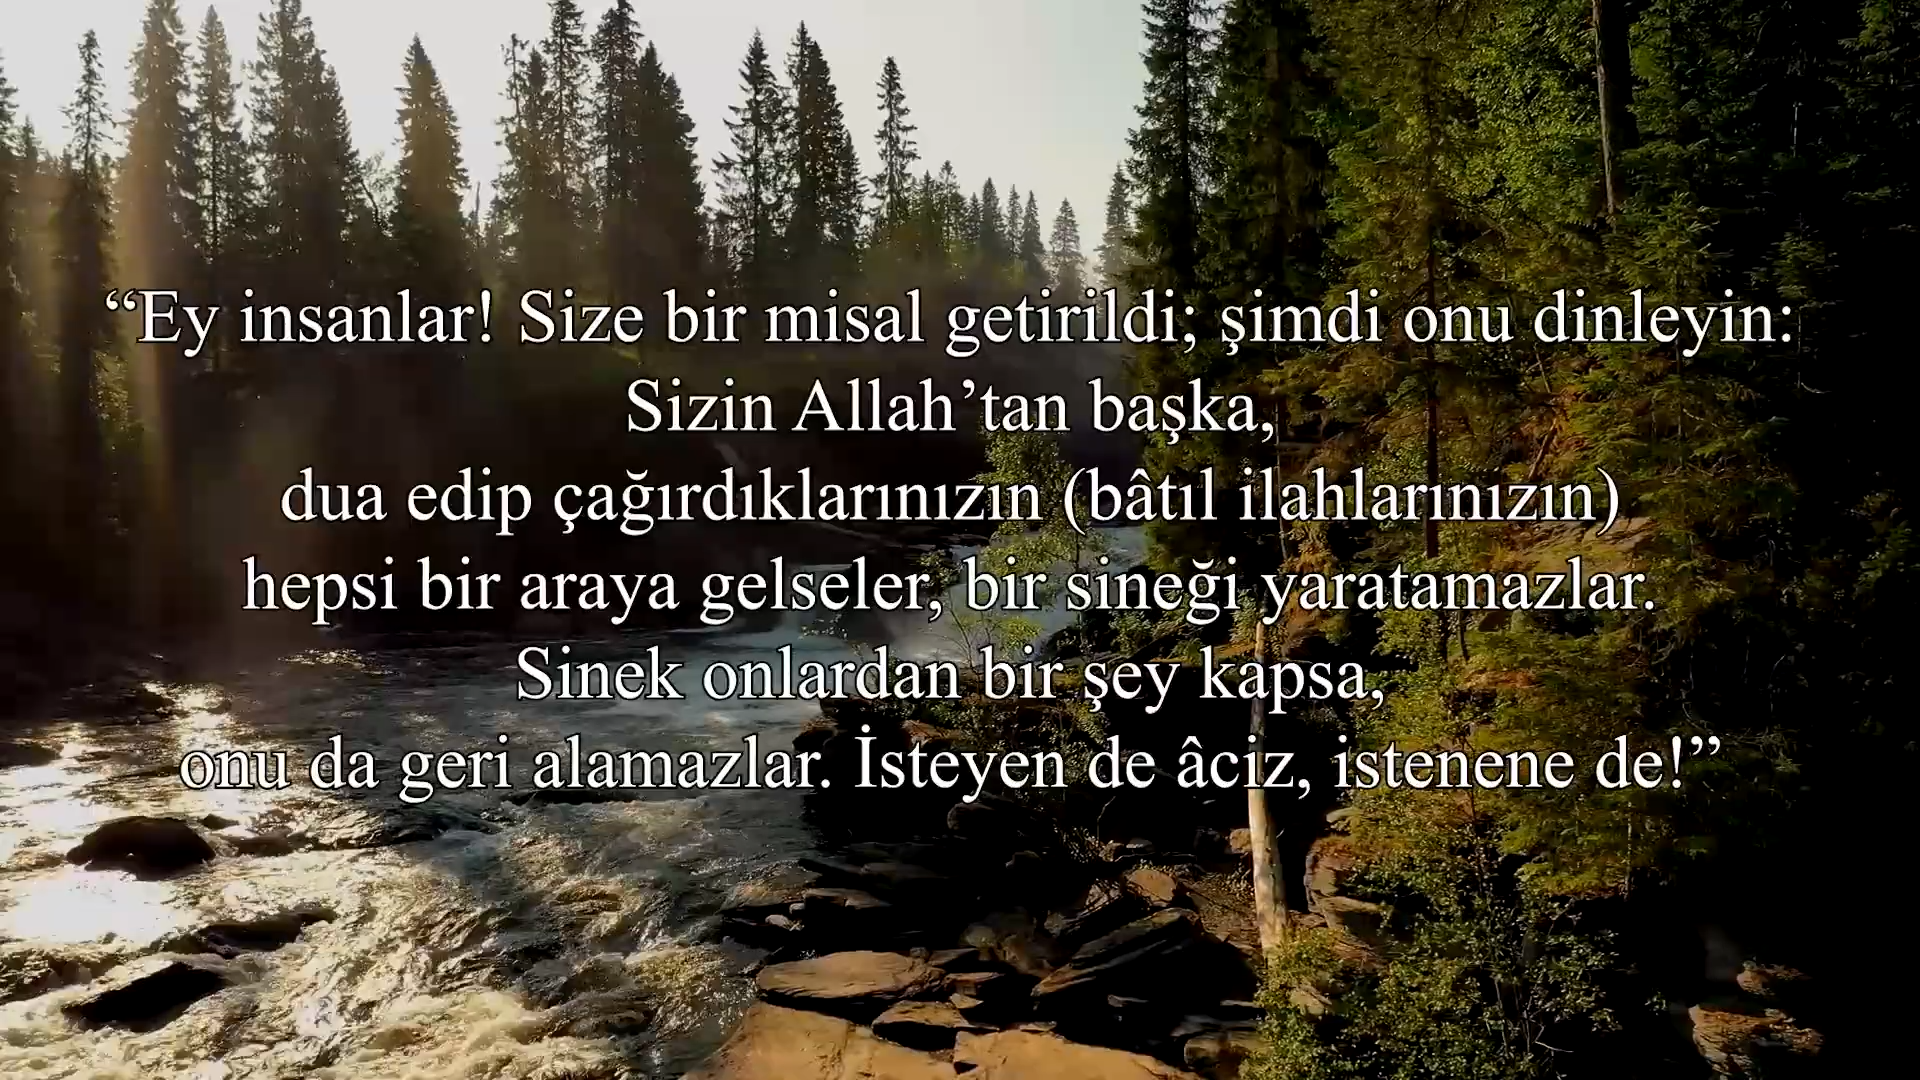 “Ey insanlar! Size bir misal getirildi; şimdi onu dinleyin:
Sizin Allah’tan başka,
dua edip çağırdıklarınızın (bâtıl ilahlarınızın)
hepsi bir araya gelseler, bir sineği yaratamazlar.
Sinek onlardan bir şey kapsa,
onu da geri alamazlar. İsteyen de âciz, istenene de!”